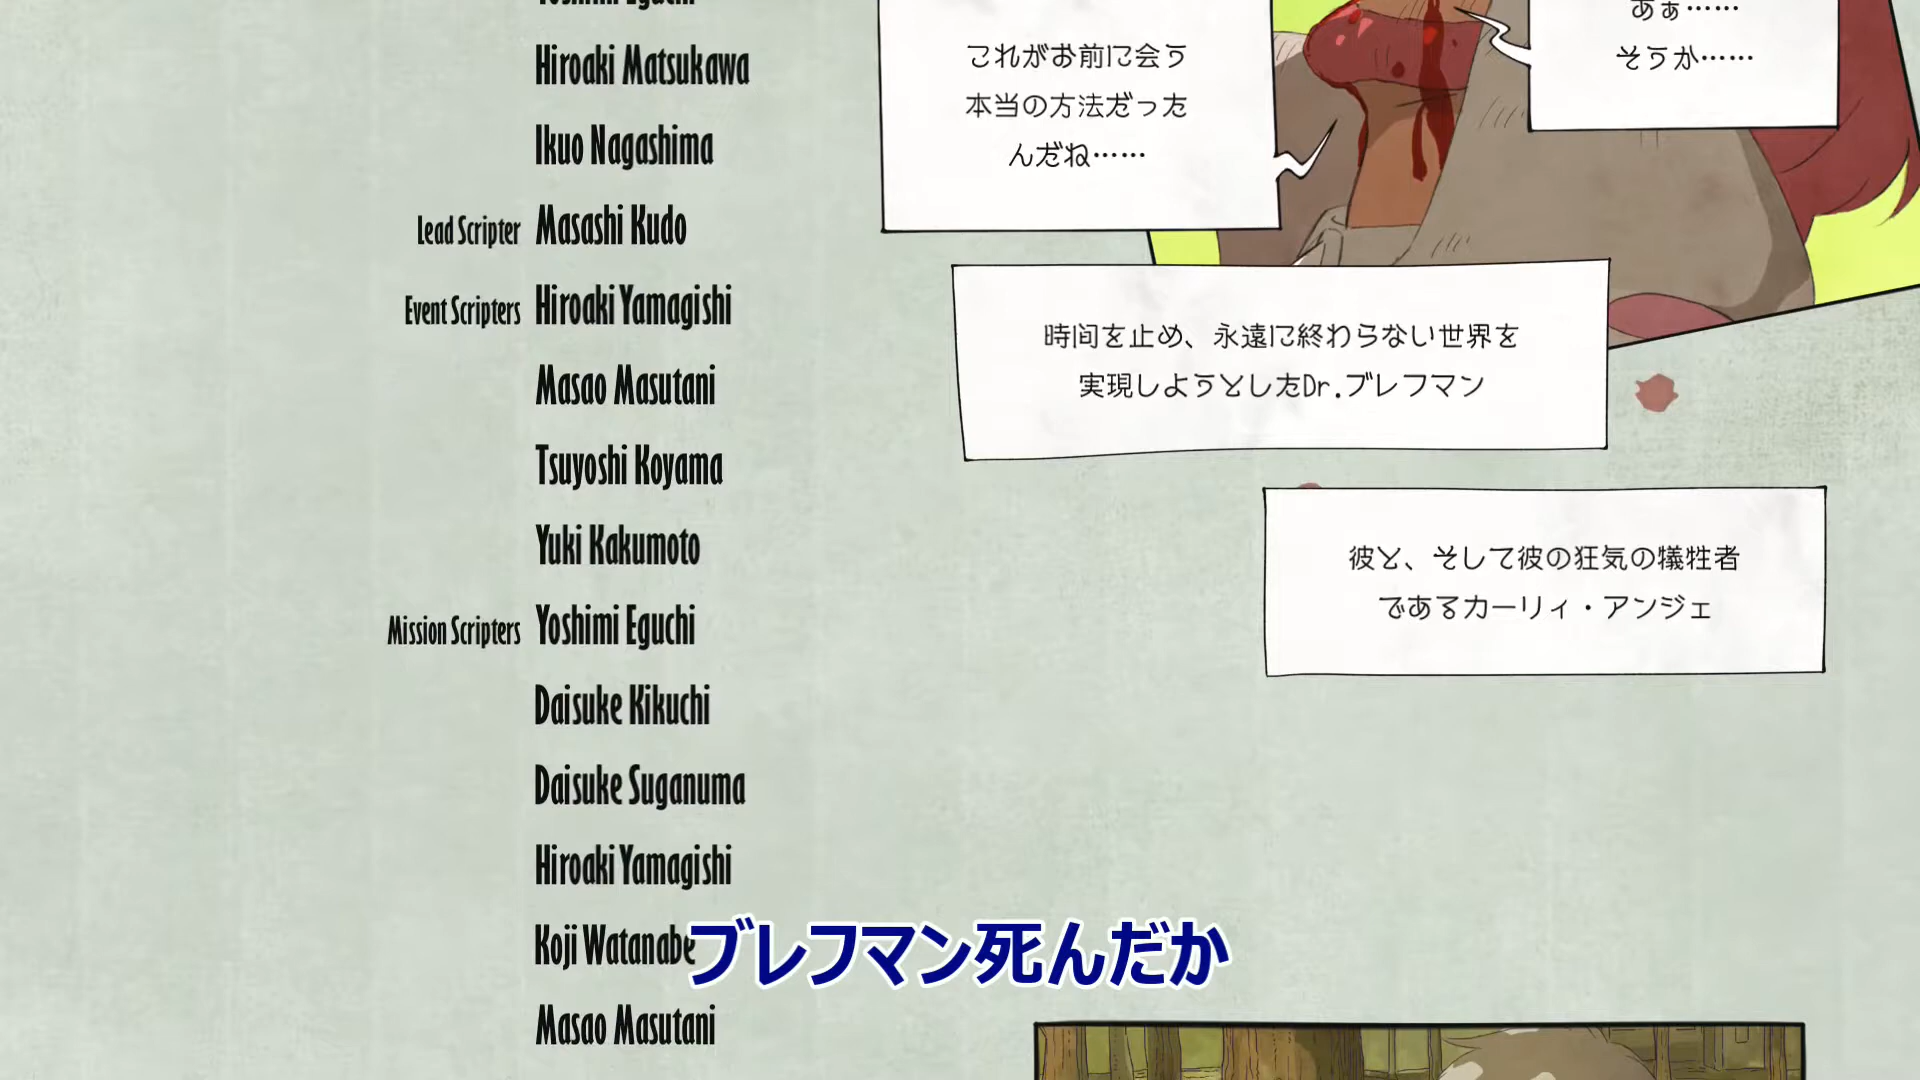 Yoshimi Eguchi
Hiroaki Matsukawa
Ikuo Nagashima
Lead Scripter Masashi Kudo
Event Scripters Hiroaki Yamagishi
Masao Masutani
Tsuyoshi Koyama
Yuki Kakumoto
Mission Scripters Yoshimi Eguchi
Daisuke Kikuchi
Daisuke Suganuma
Hiroaki Yamagishi
Koji Watanabe
Masao Masutani
あぁ……
そうか……
これがお前に会う
本当の方法だった
んだね……
時間を止め、永遠に終わらない世界を
実現しようとしたDr.ブレフマン
彼と、そして彼の狂気の犠牲者
であるカーリィ・アンジェ
ブレフマン死んだか